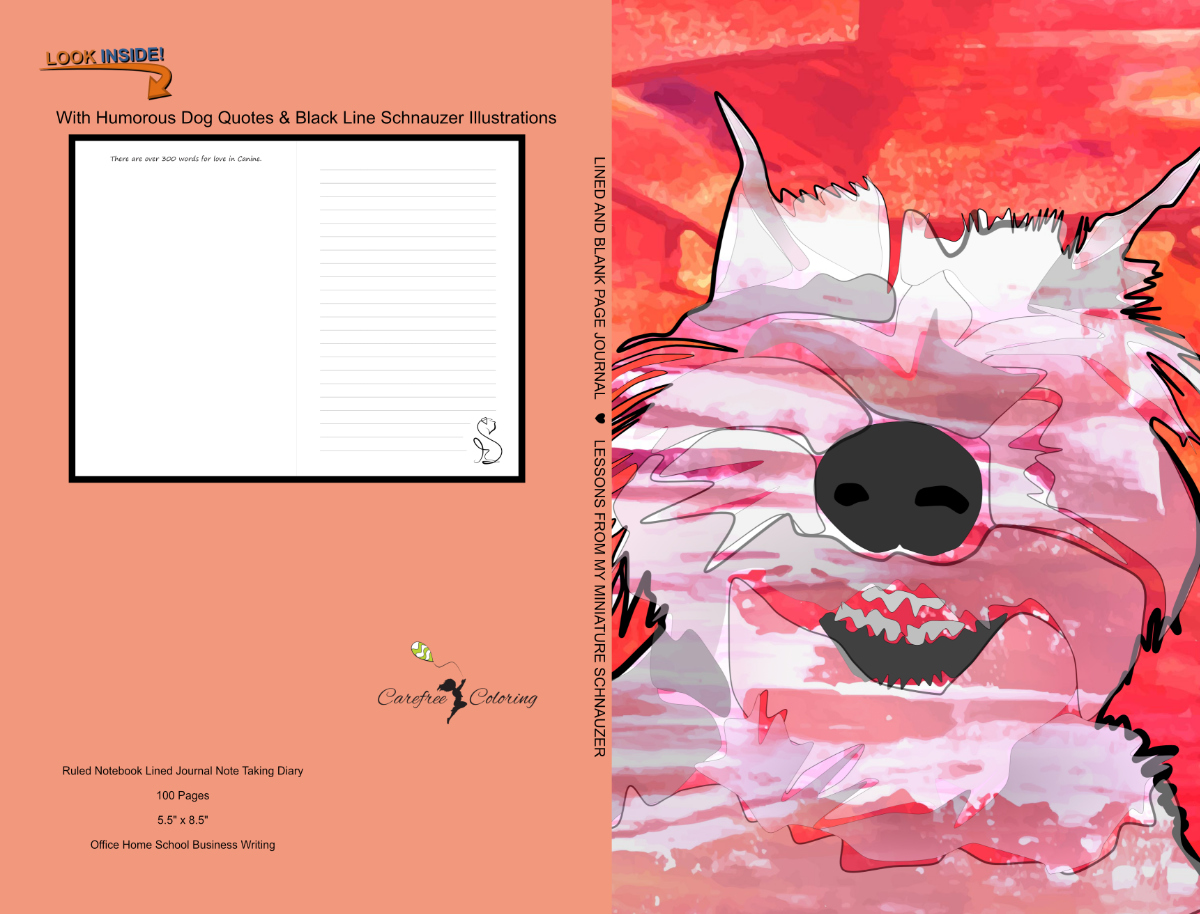 LOOK INSIDE!
With Humorous Dog Quotes & Black Line Schnauzer Illustrations
There are over 300 words for love in Canine.
Carefree Coloring
Ruled Notebook Lined Journal Note Taking Diary
100 Pages
5.5" x 8.5"
Office Home School Business Writing
LINED AND BLANK PAGE JOURNAL ♥ LESSONS FROM MY MINIATURE SCHNAUZER